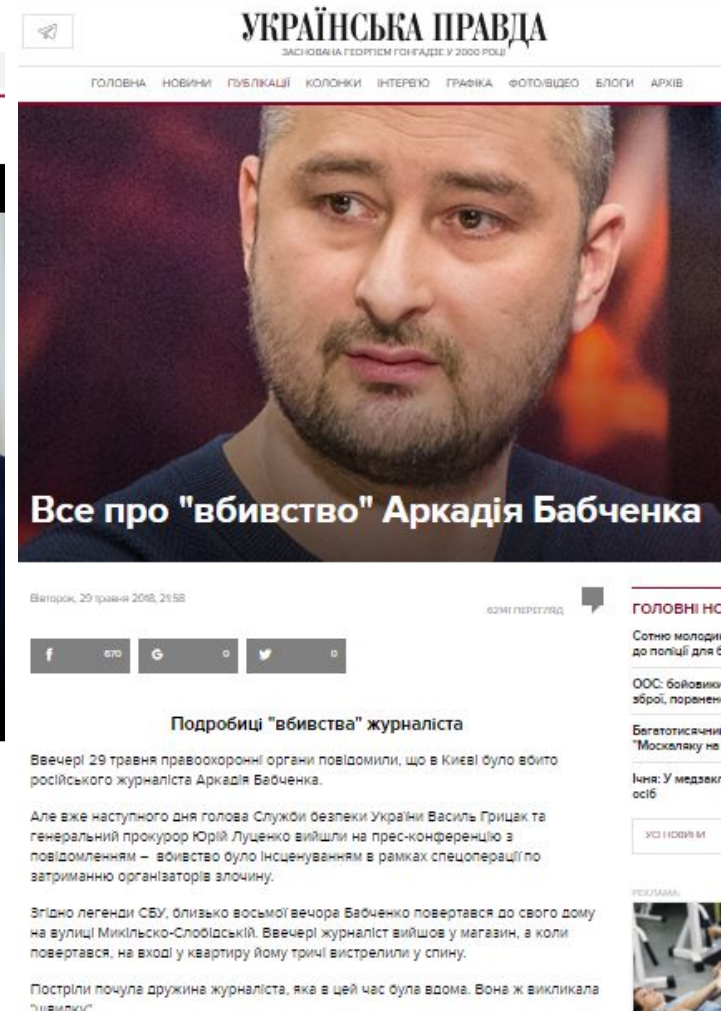 УКРАЇНСЬКА ПРАВДА
ЗАСНОВАНА ГЕОРГІЄМ ГОНГАДЗЕ У 2000 РОЦІ
ГОЛОВНА НОВИНИ ПУБЛІКАЦІЇ КОЛОНКИ ІНТЕРВ'Ю ГРАФІКА ФОТО/ВІДЕО БЛОГИ АРХІВ
Все про "вбивство" Аркадія Бабченка
Вівторок, 29 травня 2018, 21:58
62141 ПЕРЕГЛЯД
f 670 G 0 0
Подробиці "вбивства" журналіста
Ввечері 29 травня правоохоронні органи повідомили, що в Києві було вбито
російського журналіста Аркадія Бабченка.
Але вже наступного дня голова Служби безпеки України Василь Грицак та
генеральний прокурор Юрій Луценко вийшли на прес-конференцію з
повідомленням – вбивство було інсценуванням в рамках спецоперації по
затриманню організаторів злочину.
Згідно легенди СБУ, близько восьмої вечора Бабченко повертався до свого дому
на вулиці Микільско-Слобідській. Ввечері журналіст вийшов у магазин, а коли
повертався, на вході у квартиру йому тричі вистрелили у спину.
Постріли почула дружина журналіста, яка в цей час була вдома. Вона ж викликала
"швидку".
ГОЛОВНІ НО
Сотню молодик
до поліції для б
ООС: бойовики
зброї, поранен
Багатотисячни
"Москаляку на
Ічня: У медзакл
осіб
УСІ НОВИНИ
РЕКЛАМА: